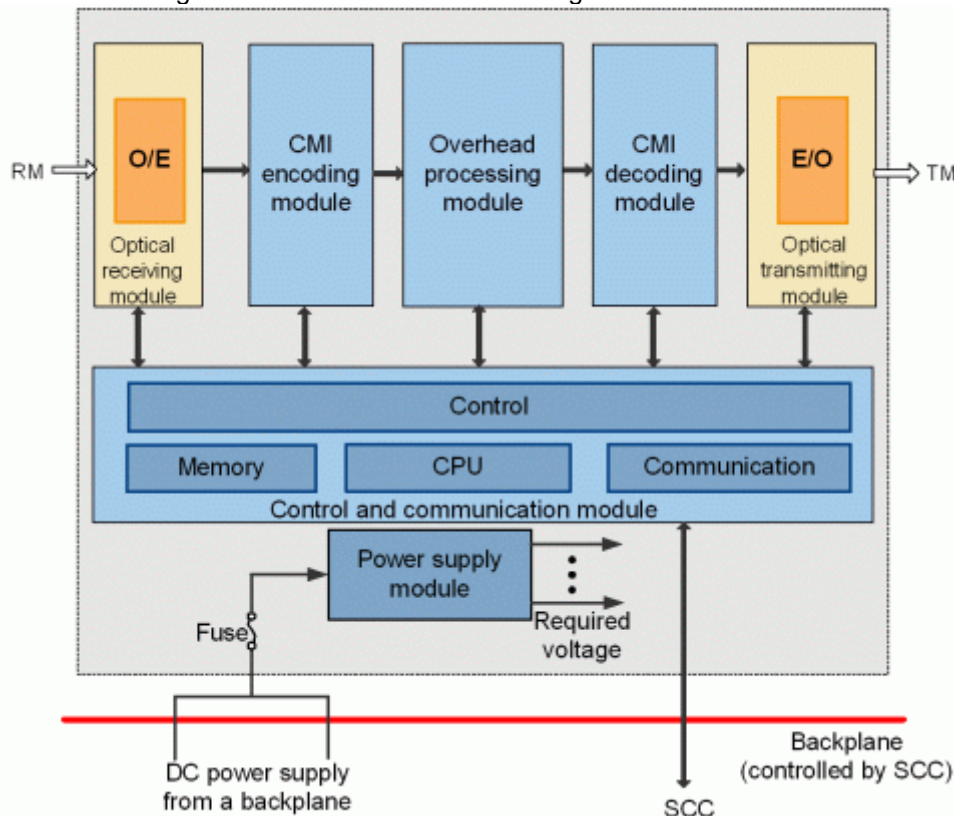 RM
O/E
Optical
receiving
module
CMI
encoding
module
Overhead
processing
module
CMI
decoding
module
E/O
Optical
transmitting
module
TM
Control
Memory
CPU
Communication
Control and communication module
Power supply
module
Fuse
Required
voltage
DC power supply
from a backplane
SCC
Backplane
(controlled by SCC)